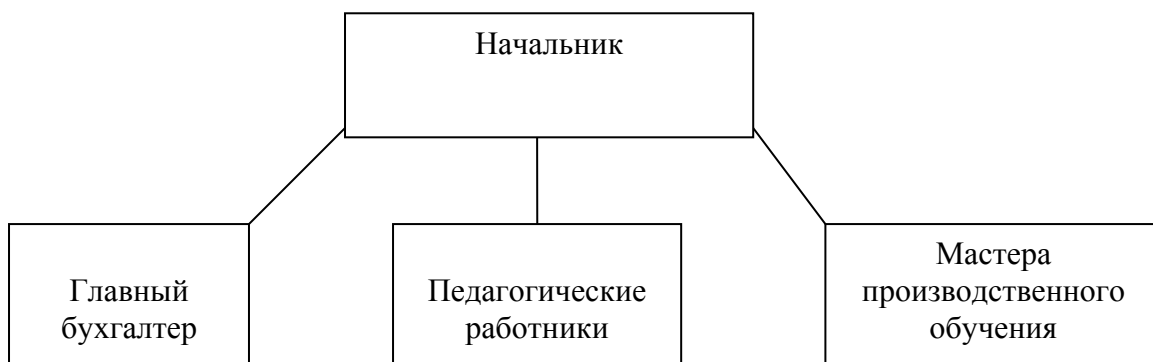 Начальник
Главный
бухгалтер
Педагогические
работники
Мастера
производственного
обучения